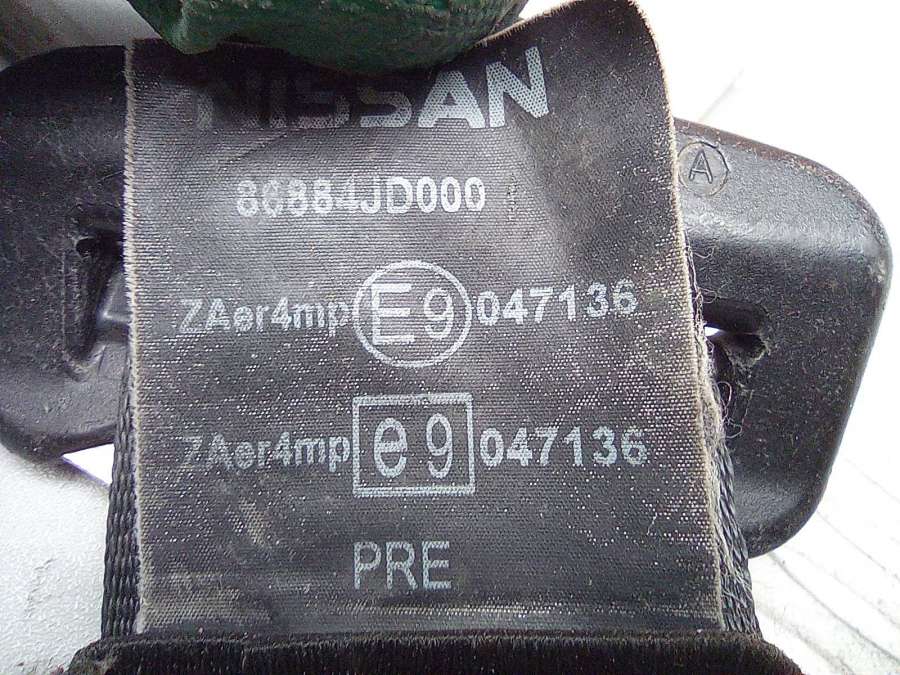 NISSAN
86884JD000
A
ZAer4mp E9 047136
ZAer4mp e9 047136
PRE